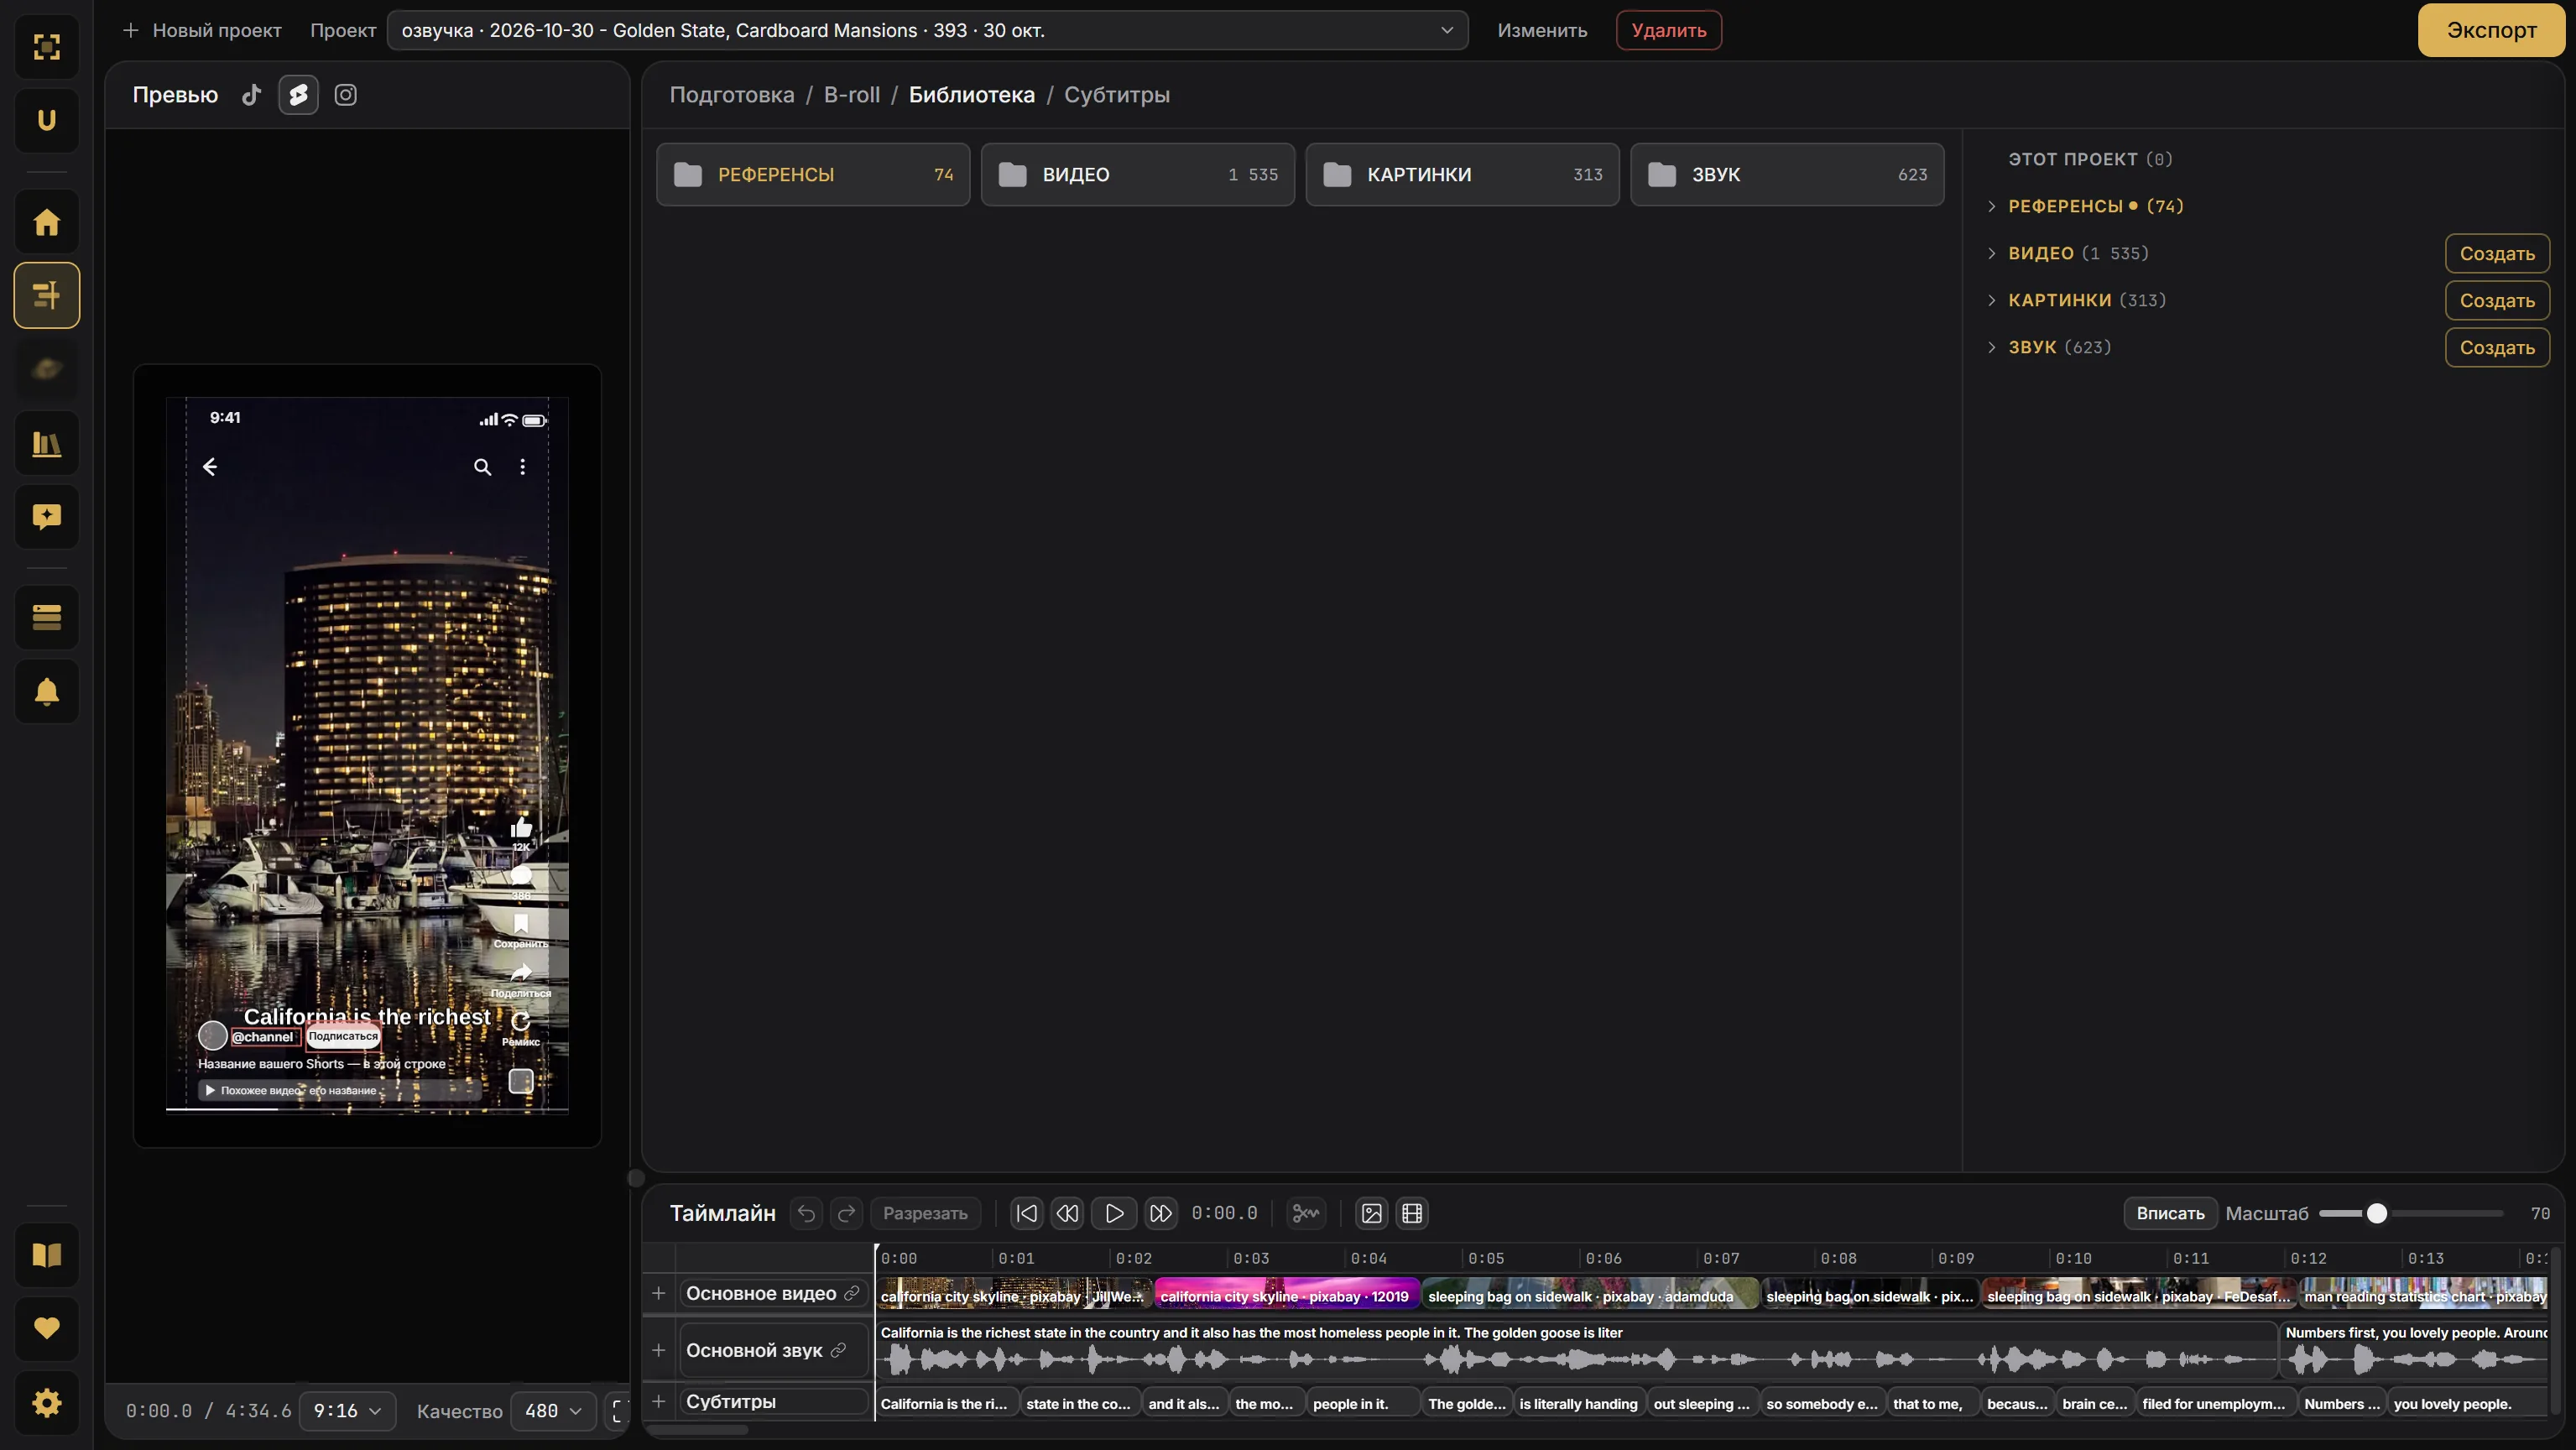 Новый проект
Проект
озвучка · 2026-10-30 - Golden State, Cardboard Mansions · 393 · 30 окт.
Изменить
Удалить
Экспорт
Превью
Подготовка / B-roll / Библиотека / Субтитры
РЕФЕРЕНСЫ 74
ВИДЕО 1 535
КАРТИНКИ 313
ЗВУК 623
ЭТОТ ПРОЕКТ (0)
РЕФЕРЕНСЫ (74)
ВИДЕО (1 535)
Создать
КАРТИНКИ (313)
Создать
ЗВУК (623)
Создать
9:41
12K
386
Сохранить
Поделиться
California is the richest
@channel
Подписаться
Ремикс
Название вашего Shorts — в этой строке
Похожее видео · его название
0:00.0 / 4:34.6
9:16
Качество
480
Таймлайн
Разрезать
0:00.0
Вписать
Масштаб
70
0:00 0:01 0:02 0:03 0:04 0:05 0:06 0:07 0:08 0:09 0:10 0:11 0:12 0:13
Основное видео
california city skyline · pixabay · JillWe...
california city skyline · pixabay · 12019
sleeping bag on sidewalk · pixabay · adamduda
sleeping bag on sidewalk · pix...
sleeping bag on sidewalk · pixabay · FeDesaf...
man reading statistics chart · pixabay
Основной звук
California is the richest state in the country and it also has the most homeless people in it. The golden goose is liter
Numbers first, you lovely people. Around
Субтитры
California is the ri...
state in the co...
and it als...
the mo...
people in it.
The golde...
is literally handing
out sleeping ...
so somebody e...
that to me,
becaus...
brain ce...
filed for unemploym...
Numbers ...
you lovely people.